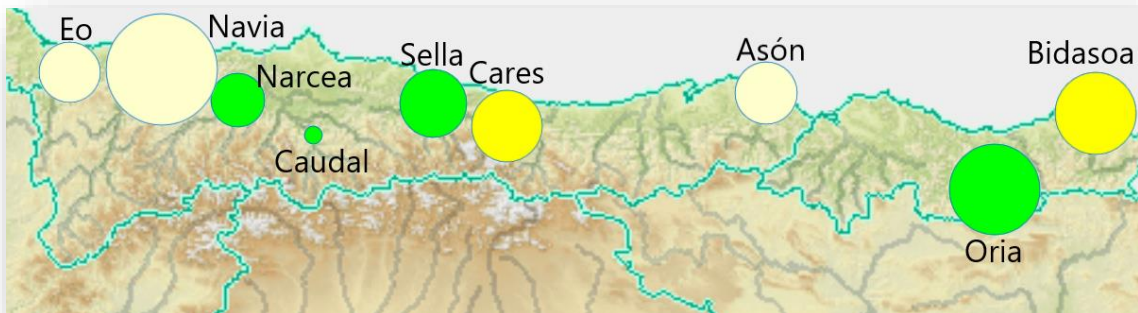 Eo
Navia
Narcea
Caudal
Sella
Cares
Asón
Bidasoa
Oria